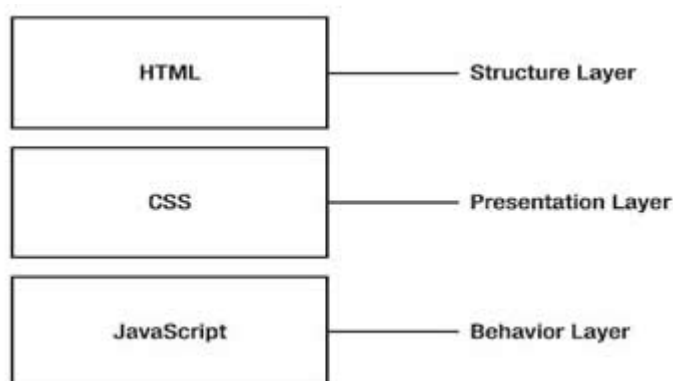 HTML
Structure Layer
CSS
Presentation Layer
JavaScript
Behavior Layer